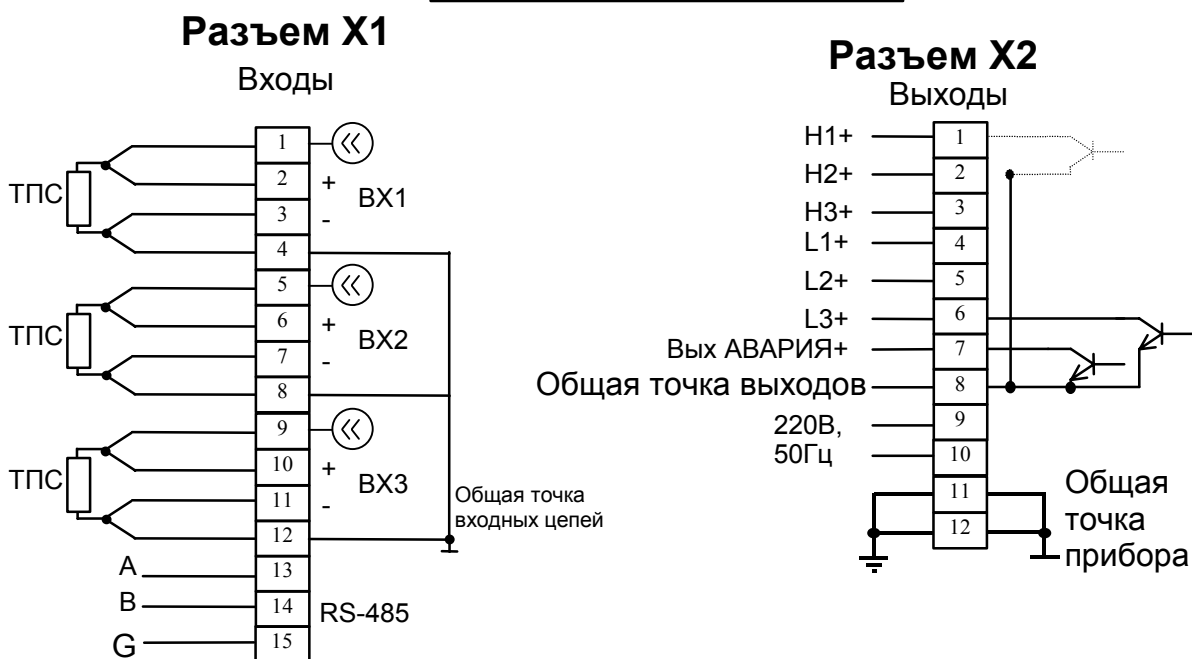 Разъем X1
Входы
1
2
+
ВХ1
ТПС
3
-
4
5
6
+
ВХ2
ТПС
7
-
8
9
10
+
ВХ3
ТПС
11
-
Общая точка
входных цепей
12
A
13
B
14
RS-485
G
15
Разъем X2
Выходы
H1+
1
H2+
2
H3+
3
L1+
4
L2+
5
L3+
6
Вых АВАРИЯ+
7
Общая точка выходов
8
220В,
9
50Гц
10
11
12
Общая
точка
прибора